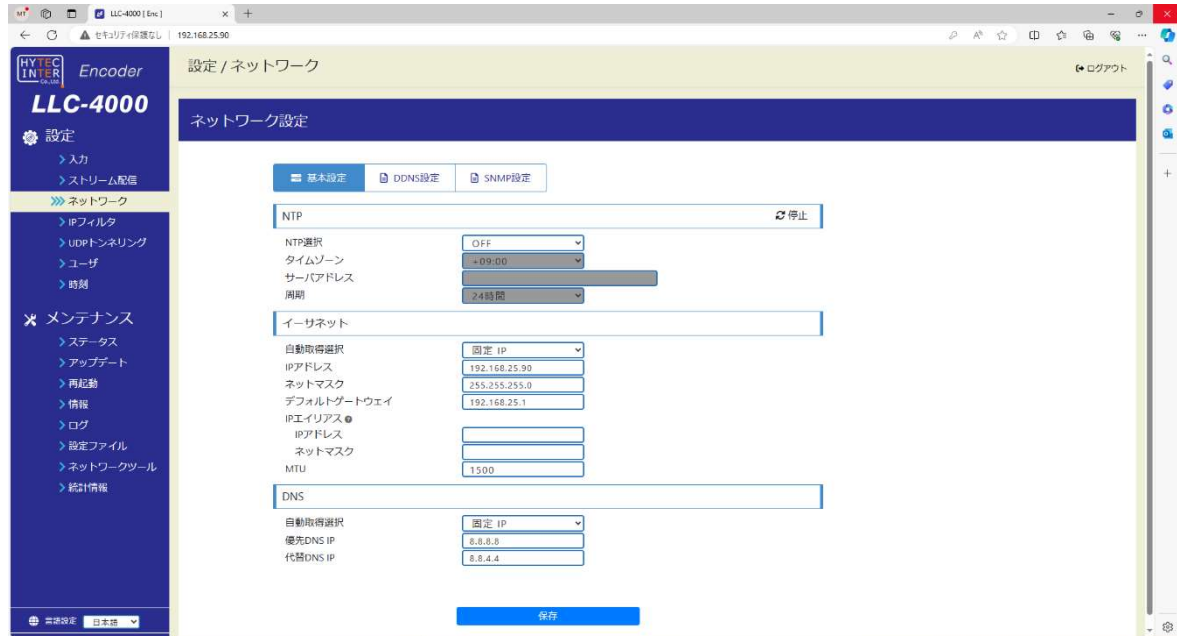 MT
LLC-4000 [ Enc ]
セキュリティ保護なし 192.168.25.90
HYTEC INTER Co., Ltd. Encoder
LLC-4000
設定
入力
ストリーム配信
ネットワーク
IPフィルタ
UDPトンネリング
ユーザ
時刻
メンテナンス
ステータス
アップデート
再起動
情報
ログ
設定ファイル
ネットワークツール
統計情報
言語設定 日本語
設定 / ネットワーク
ログアウト
ネットワーク設定
基本設定 DDNS設定 SNMP設定
NTP 停止
NTP選択 OFF
タイムゾーン +09:00
サーバアドレス
周期 24時間
イーサネット
自動取得選択 固定 IP
IPアドレス 192.168.25.90
ネットマスク 255.255.255.0
デフォルトゲートウェイ 192.168.25.1
IPエイリアス
IPアドレス
ネットマスク
MTU 1500
DNS
自動取得選択 固定 IP
優先DNS IP 8.8.8.8
代替DNS IP 8.8.4.4
保存